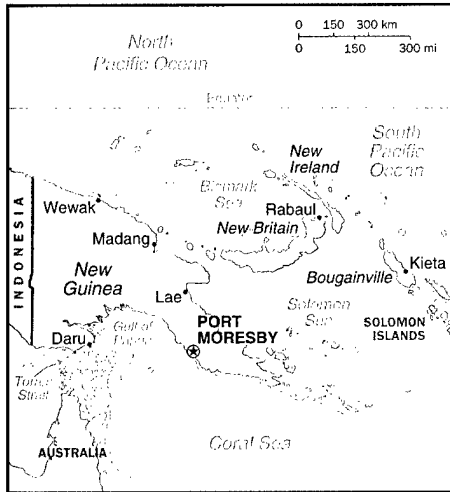 0 150 300 km
0 150 300 mi
North
Pacific Ocean
Equator
South
Pacific
Ocean
New
Ireland
Bismark
Sea
Wewak
Rabaul
New Britain
Madang
INDONESIA
New
Guinea
Kieta
Bougainville
Lae
Solomon
Sea
SOLOMON
ISLANDS
PORT
MORESBY
Gulf of
Papua
Daru
Torres
Strait
Coral Sea
AUSTRALIA